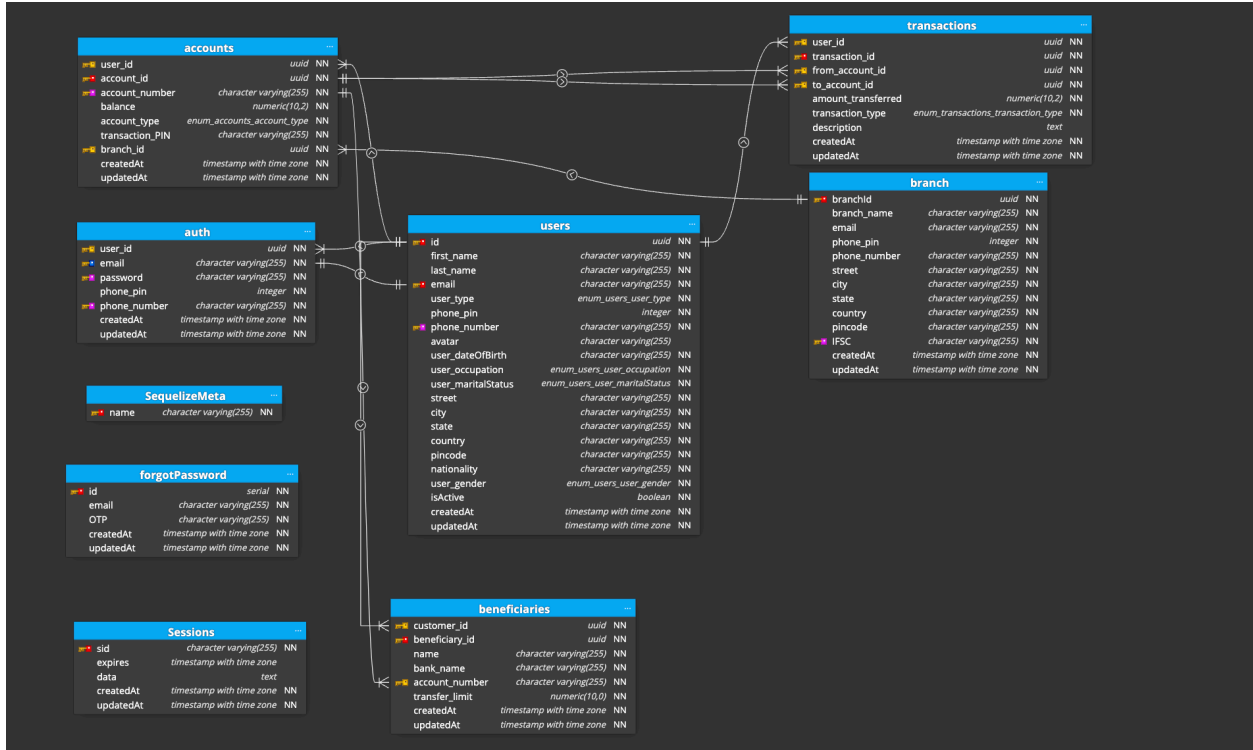 accounts ...
user_id uuid NN
account_id uuid NN
account_number character varying(255) NN
balance numeric(10,2) NN
account_type enum_accounts_account_type NN
transaction_PIN character varying(255) NN
branch_id uuid NN
createdAt timestamp with time zone NN
updatedAt timestamp with time zone NN
transactions ...
user_id uuid NN
transaction_id uuid NN
from_account_id uuid NN
to_account_id uuid NN
amount_transferred numeric(10,2) NN
transaction_type enum_transactions_transaction_type NN
description text
createdAt timestamp with time zone NN
updatedAt timestamp with time zone NN
branch ...
branchId uuid NN
branch_name character varying(255) NN
email character varying(255) NN
phone_pin integer NN
phone_number character varying(255) NN
street character varying(255) NN
city character varying(255) NN
state character varying(255) NN
country character varying(255) NN
pincode character varying(255) NN
IFSC character varying(255) NN
createdAt timestamp with time zone NN
updatedAt timestamp with time zone NN
auth ...
user_id uuid NN
email character varying(255) NN
password character varying(255) NN
phone_pin integer NN
phone_number character varying(255) NN
createdAt timestamp with time zone NN
updatedAt timestamp with time zone NN
users ...
id uuid NN
first_name character varying(255) NN
last_name character varying(255) NN
email character varying(255) NN
user_type enum_users_user_type NN
phone_pin integer NN
phone_number character varying(255) NN
avatar character varying(255)
user_dateOfBirth character varying(255) NN
user_occupation enum_users_user_occupation NN
user_maritalStatus enum_users_user_maritalStatus NN
street character varying(255) NN
city character varying(255) NN
state character varying(255) NN
country character varying(255) NN
pincode character varying(255) NN
nationality character varying(255) NN
user_gender enum_users_user_gender NN
isActive boolean NN
createdAt timestamp with time zone NN
updatedAt timestamp with time zone NN
SequelizeMeta ...
name character varying(255) NN
forgotPassword ...
id serial NN
email character varying(255) NN
OTP character varying(255) NN
createdAt timestamp with time zone NN
updatedAt timestamp with time zone NN
Sessions ...
sid character varying(255) NN
expires timestamp with time zone
data text
createdAt timestamp with time zone NN
updatedAt timestamp with time zone NN
beneficiaries ...
customer_id uuid NN
beneficiary_id uuid NN
name character varying(255) NN
bank_name character varying(255) NN
account_number character varying(255) NN
transfer_limit numeric(10,0) NN
createdAt timestamp with time zone NN
updatedAt timestamp with time zone NN